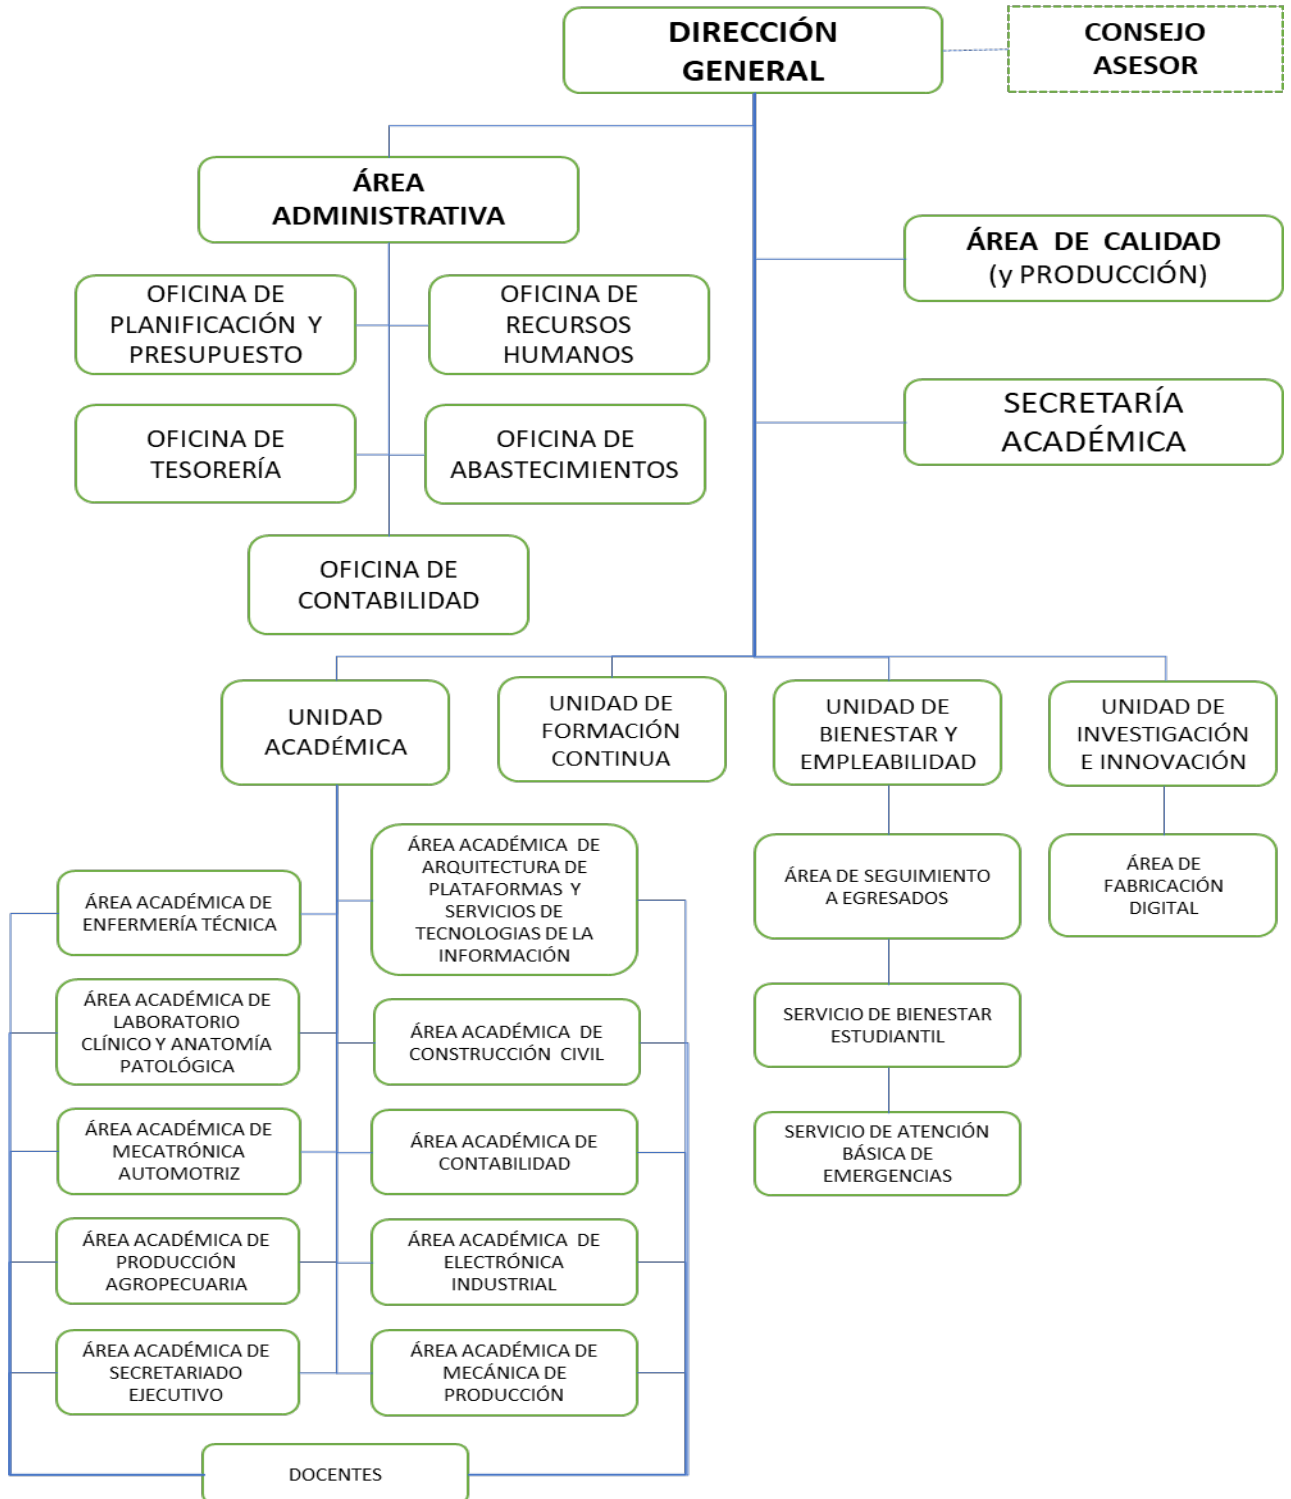 DIRECCIÓN
GENERAL
CONSEJO
ASESOR
ÁREA
ADMINISTRATIVA
ÁREA DE CALIDAD
(y PRODUCCIÓN)
OFICINA DE
PLANIFICACIÓN Y
PRESUPUESTO
OFICINA DE
RECURSOS
HUMANOS
SECRETARÍA
ACADÉMICA
OFICINA DE
TESORERÍA
OFICINA DE
ABASTECIMIENTOS
OFICINA DE
CONTABILIDAD
UNIDAD
ACADÉMICA
UNIDAD DE
FORMACIÓN
CONTINUA
UNIDAD DE
BIENESTAR Y
EMPLEABILIDAD
UNIDAD DE
INVESTIGACIÓN
E INNOVACIÓN
ÁREA ACADÉMICA DE
ENFERMERÍA TÉCNICA
ÁREA ACADÉMICA DE
ARQUITECTURA DE
PLATAFORMAS Y
SERVICIOS DE
TECNOLOGIAS DE LA
INFORMACIÓN
ÁREA DE SEGUIMIENTO
A EGRESADOS
ÁREA DE
FABRICACIÓN
DIGITAL
ÁREA ACADÉMICA DE
LABORATORIO
CLÍNICO Y ANATOMÍA
PATOLÓGICA
ÁREA ACADÉMICA DE
CONSTRUCCIÓN CIVIL
SERVICIO DE BIENESTAR
ESTUDIANTIL
ÁREA ACADÉMICA DE
MECATRÓNICA
AUTOMOTRIZ
ÁREA ACADÉMICA DE
CONTABILIDAD
SERVICIO DE ATENCIÓN
BÁSICA DE
EMERGENCIAS
ÁREA ACADÉMICA DE
PRODUCCIÓN
AGROPECUARIA
ÁREA ACADÉMICA DE
ELECTRÓNICA
INDUSTRIAL
ÁREA ACADÉMICA DE
SECRETARIADO
EJECUTIVO
ÁREA ACADÉMICA DE
MECÁNICA DE
PRODUCCIÓN
DOCENTES